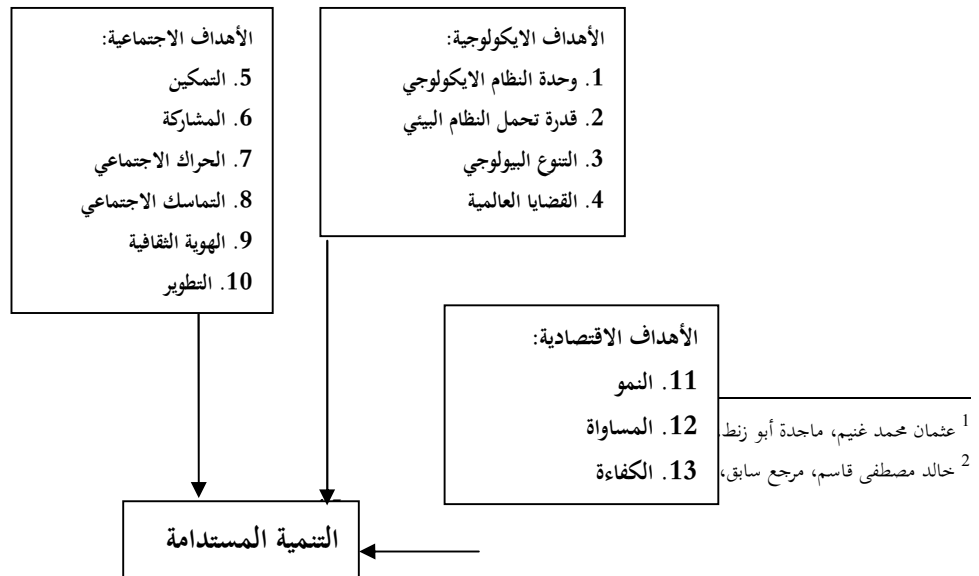 الأهداف الايكولوجية:
1. وحدة النظام الايكولوجي
2. قدرة تحمل النظام البيئي
3. التنوع البيولوجي
4. القضايا العالمية
الأهداف الاجتماعية:
5. التمكين
6. المشاركة
7. الحراك الاجتماعي
8. التماسك الاجتماعي
9. الهوية الثقافية
10. التطوير
الأهداف الاقتصادية:
11. النمو
12. المساواة
13. الكفاءة
1 عثمان محمد غنيم، ماجدة أبو زنط
2 خالد مصطفى قاسم، مرجع سابق،
التنمية المستدامة